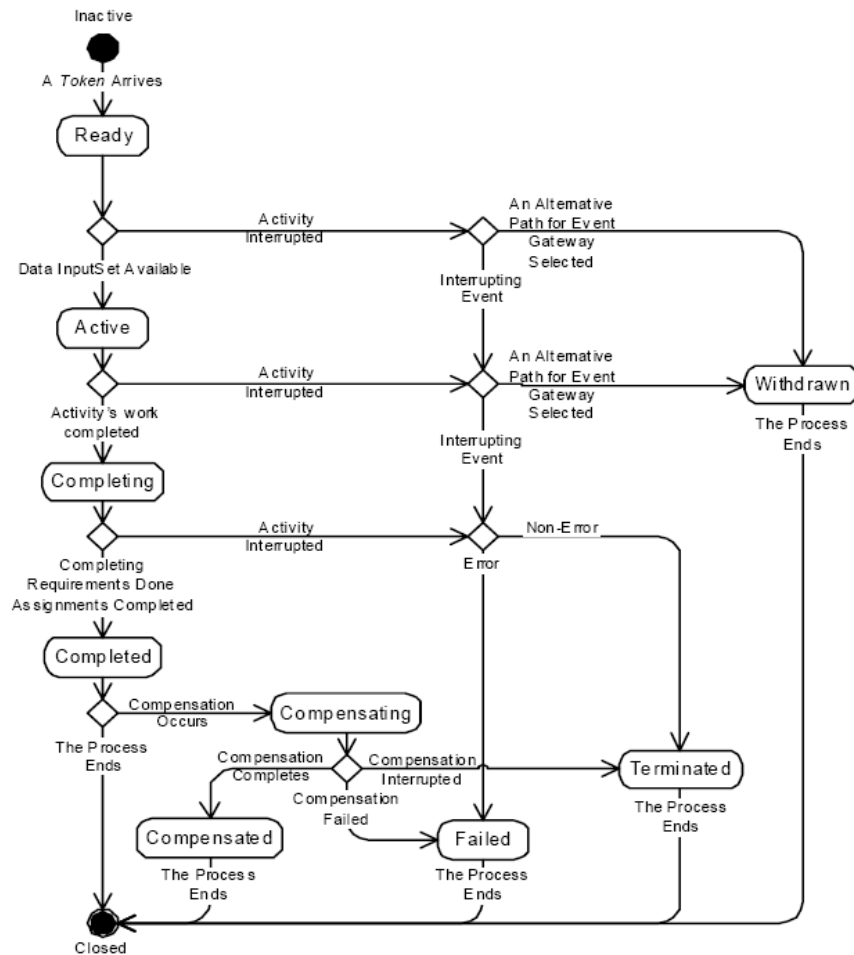 Inactive
A Token Arrives
Ready
Activity
Interrupted
An Alternative
Path for Event
Gateway
Selected
Data InputSet Available
Interrupting
Event
Active
Activity
Interrupted
An Alternative
Path for Event
Gateway
Selected
Withdrawn
Activity's work
completed
The Process
Ends
Interrupting
Event
Completing
Activity
Interrupted
Non-Error
Error
Completing
Requirements Done
Assignments Completed
Completed
Compensation
Occurs
Compensating
The Process
Ends
Compensation
Completes
Compensation
Interrupted
Terminated
Compensation
Failed
The Process
Ends
Compensated
Failed
The Process
Ends
The Process
Ends
Closed